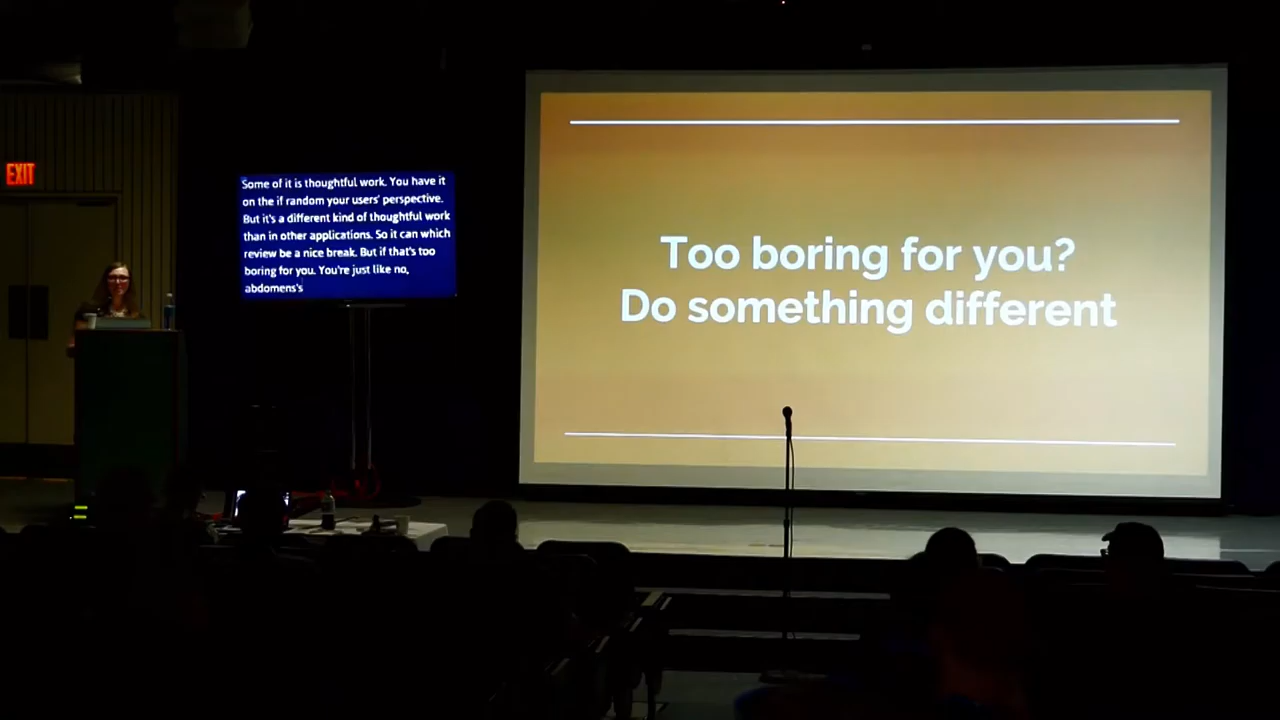 EXIT
Some of it is thoughtful work. You have it
on the if random your users' perspective.
But it's a different kind of thoughtful work
than in other applications. So it can which
review be a nice break. But if that's too
boring for you. You're just like no,
abdomens's
Too boring for you?
Do something different